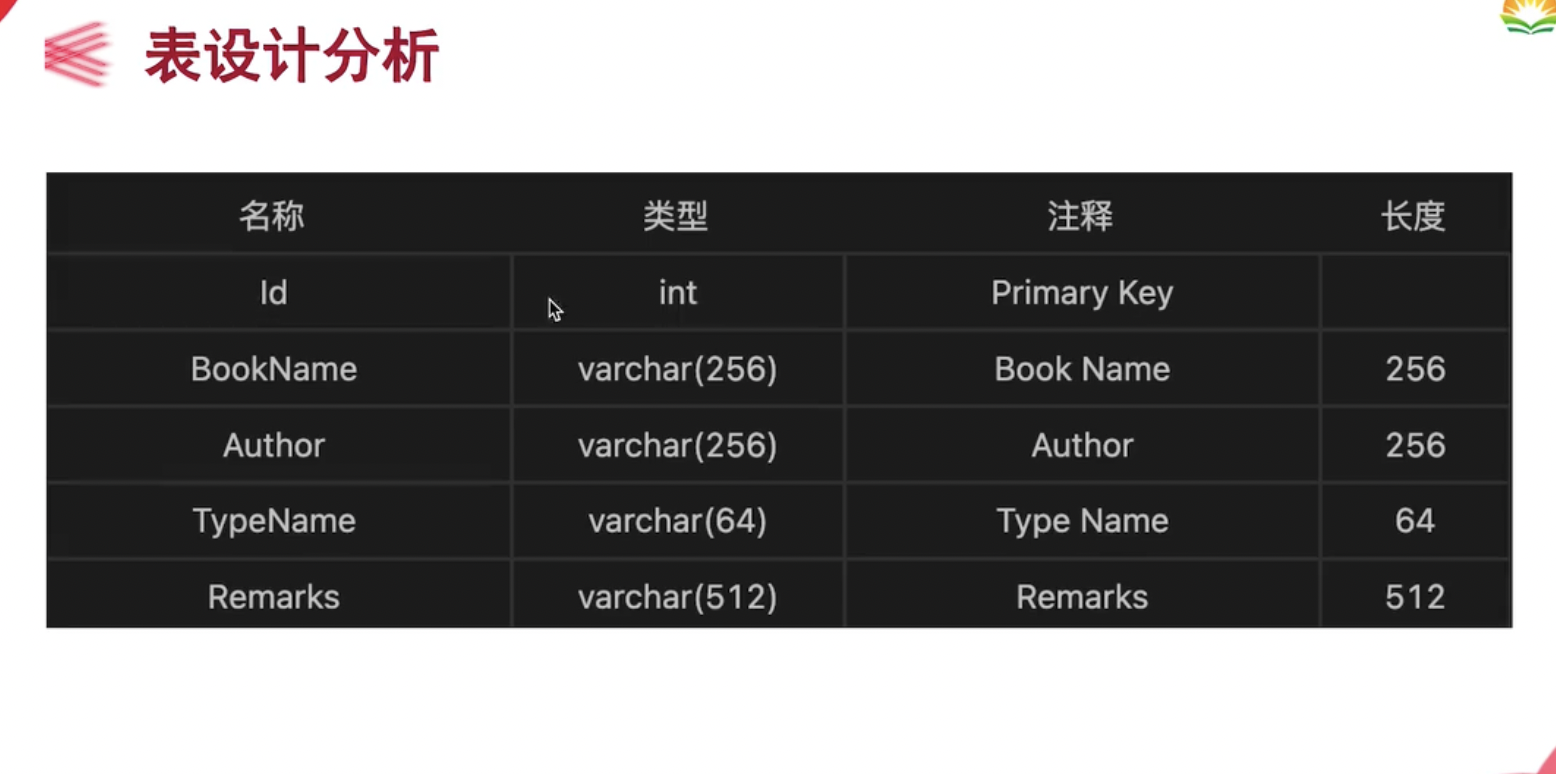 表设计分析
名称 类型 注释 长度
Id int Primary Key
BookName varchar(256) Book Name 256
Author varchar(256) Author 256
TypeName varchar(64) Type Name 64
Remarks varchar(512) Remarks 512